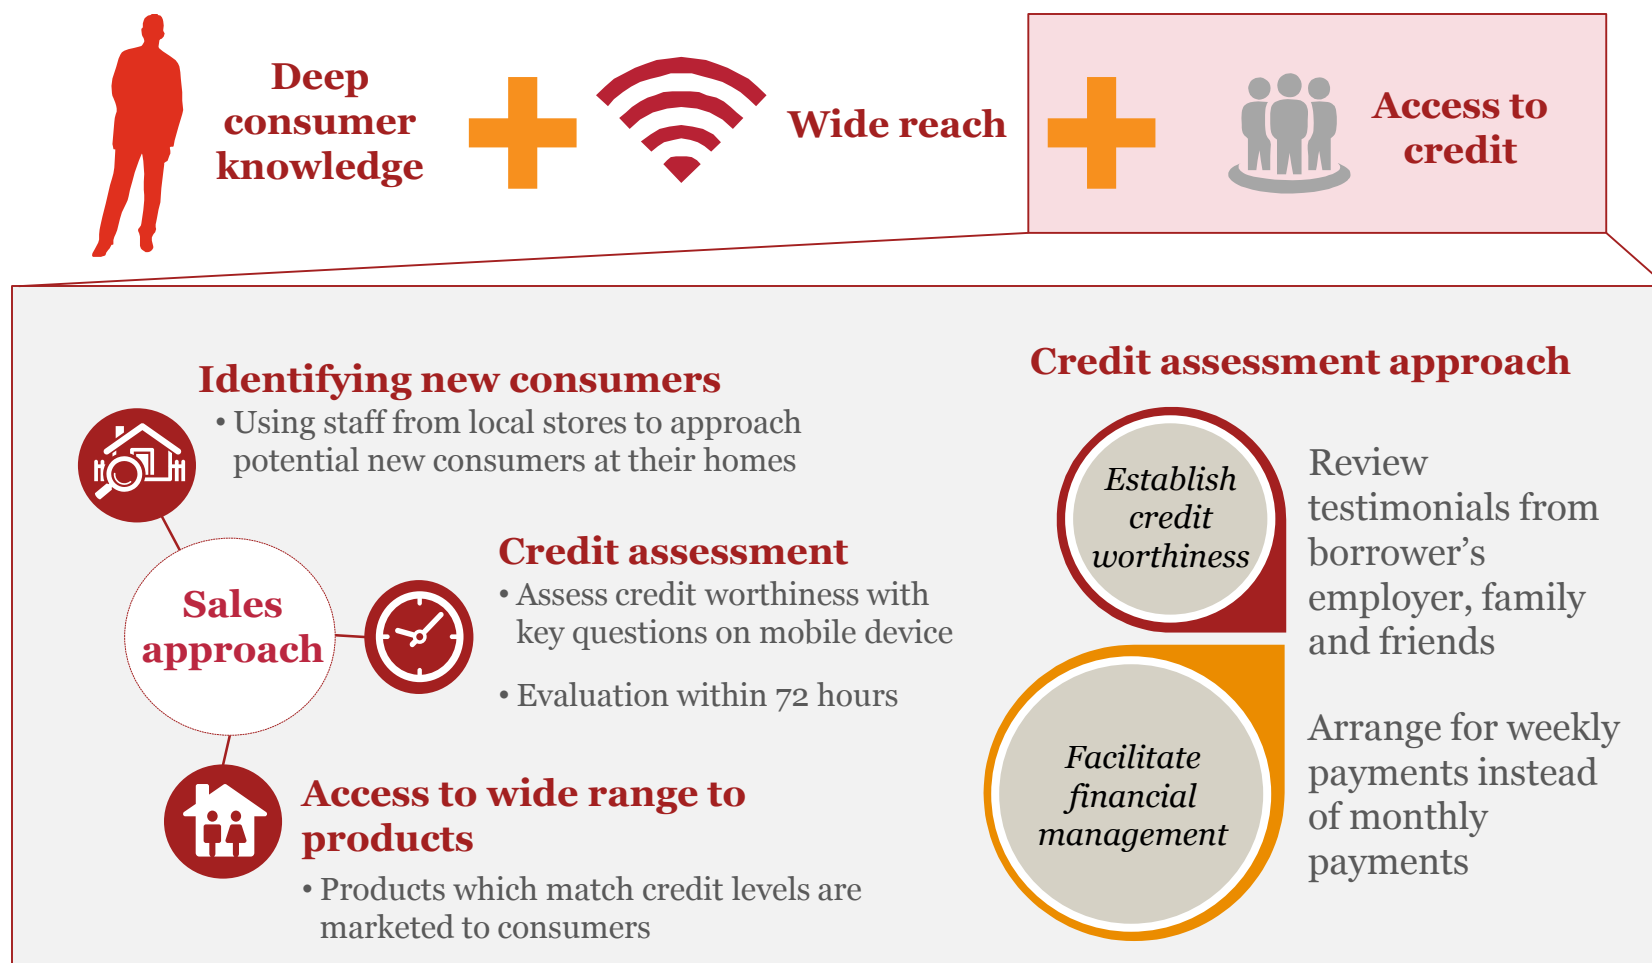 Deep
consumer
knowledge
Wide reach
Access to
credit
Identifying new consumers
• Using staff from local stores to approach
potential new consumers at their homes
Sales
approach
Credit assessment
• Assess credit worthiness with
key questions on mobile device
• Evaluation within 72 hours
Access to wide range to
products
• Products which match credit levels are
marketed to consumers
Credit assessment approach
Establish
credit
worthiness
Review
testimonials from
borrower’s
employer, family
and friends
Facilitate
financial
management
Arrange for weekly
payments instead
of monthly
payments